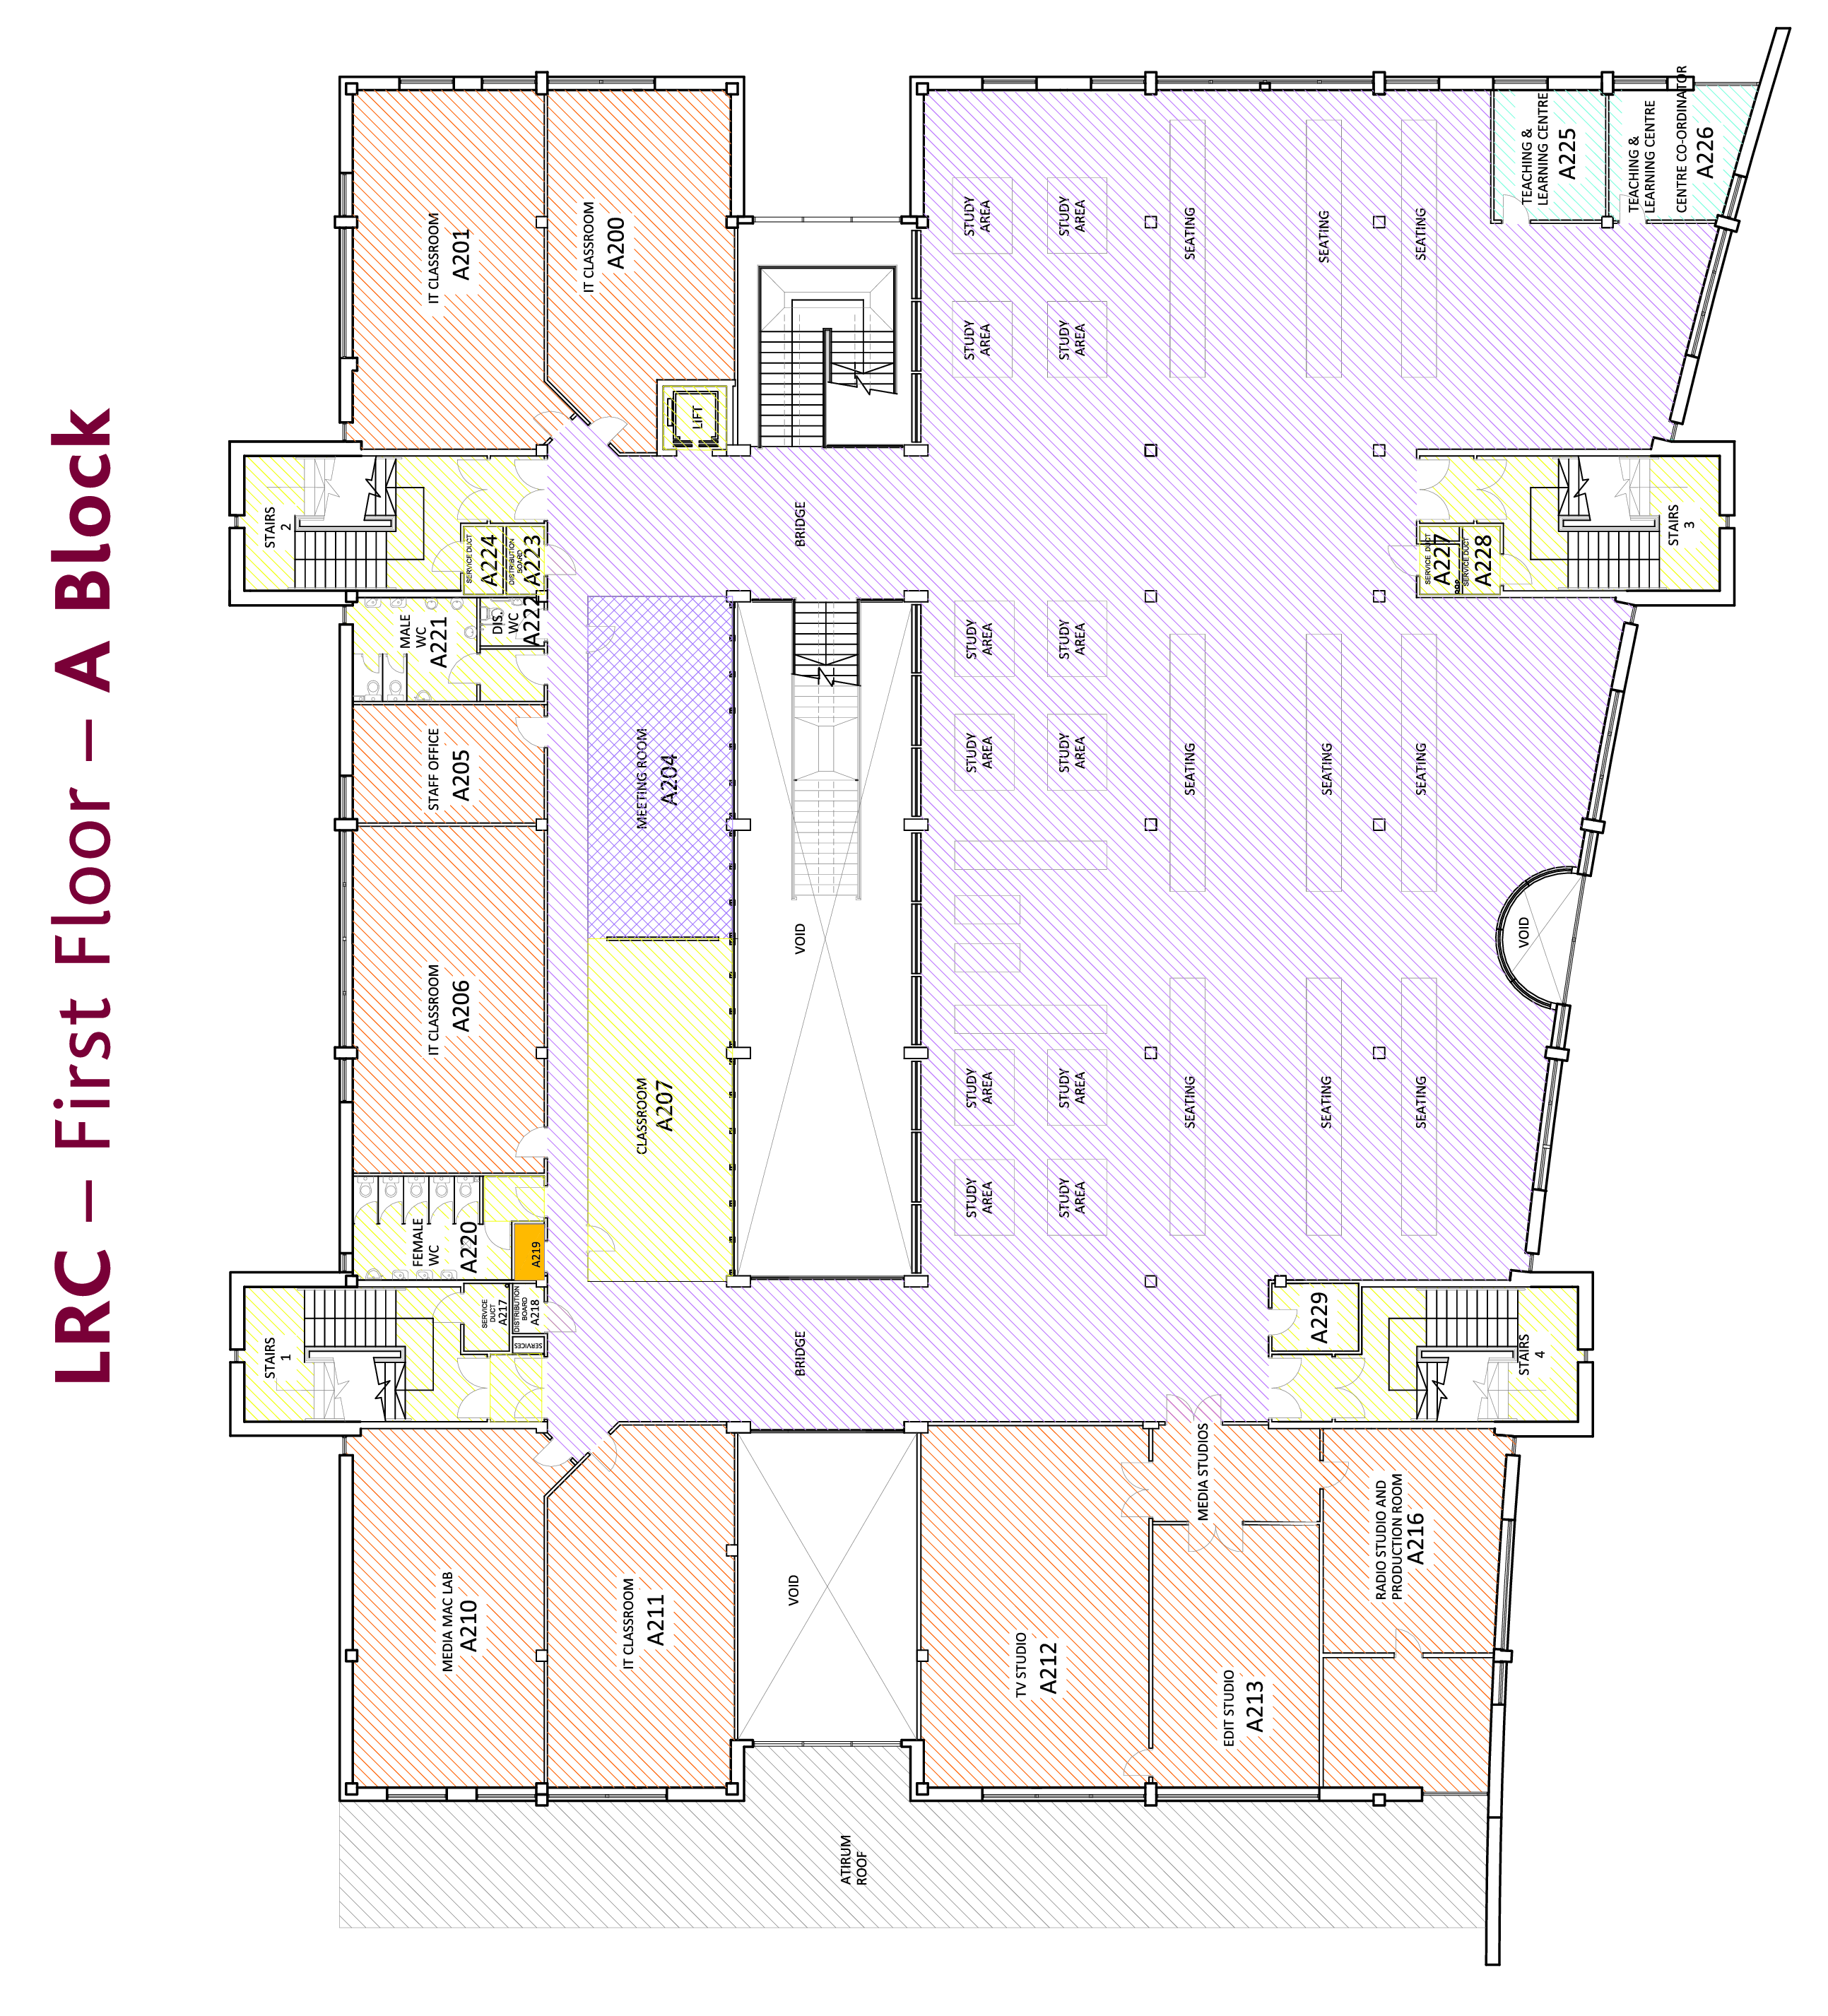 LRC – First Floor – A Block
STAIRS
1
STAIRS
2
MEDIA MAC LAB
A210
IT CLASSROOM
A211
SERVICE
DUCT
A217
DISTRIBUTION
BOARD
A218
SERVICES
FEMALE
WC
A220
A219
IT CLASSROOM
A206
STAFF OFFICE
A205
MALE
WC
A221
DIS.
WC
A222
SERVICE DUCT
A224
DISTRIBUTION
BOARD
A223
IT CLASSROOM
A201
IT CLASSROOM
A200
LIFT
CLASSROOM
A207
MEETING ROOM
A204
VOID
BRIDGE
VOID
BRIDGE
ATIRUM
ROOF
TV STUDIO
A212
EDIT STUDIO
A213
MEDIA STUDIOS
RADIO STUDIO AND
PRODUCTION ROOM
A216
A229
STAIRS
4
STUDY
AREA
STUDY
AREA
STUDY
AREA
STUDY
AREA
STUDY
AREA
STUDY
AREA
STUDY
AREA
STUDY
AREA
STUDY
AREA
STUDY
AREA
STUDY
AREA
STUDY
AREA
SEATING
SEATING
SEATING
SEATING
SEATING
SEATING
SEATING
SEATING
SEATING
VOID
SERVICE DUCT
A227
SERVICE DUCT
A228
STAIRS
3
TEACHING &
LEARNING CENTRE
A225
TEACHING &
LEARNING CENTRE
CENTRE CO-ORDINATOR
A226